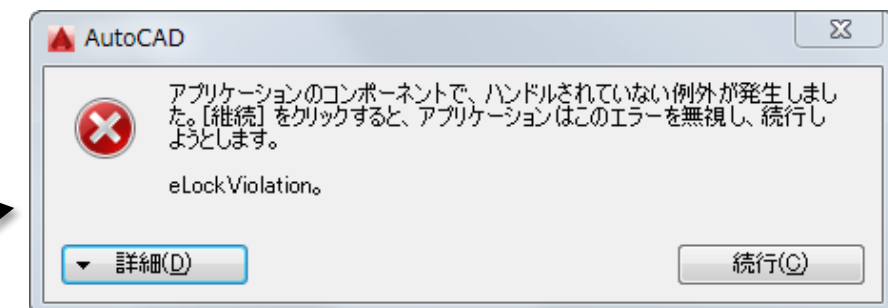 AutoCAD
アプリケーションのコンポーネントで、ハンドルされていない例外が発生しまし
た。[継続] をクリックすると、アプリケーションはこのエラーを無視し、続行し
ようとします。
eLockViolation。
詳細(D)
続行(C)